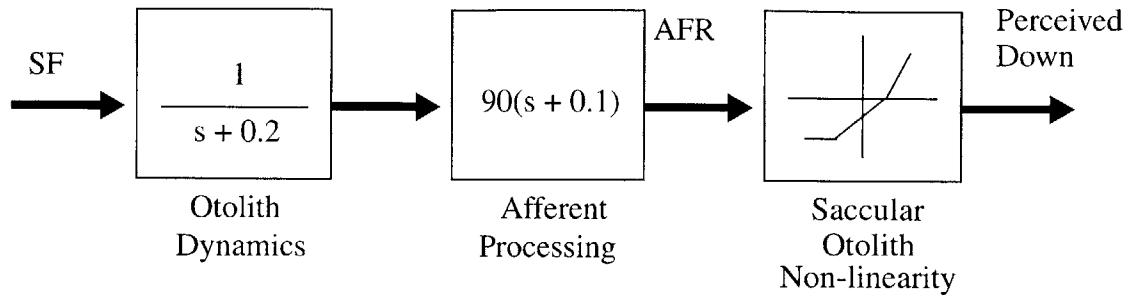 SF
1
s + 0.2
Otolith
Dynamics
90(s + 0.1)
Afferent
Processing
AFR
Saccular
Otolith
Non-linearity
Perceived
Down